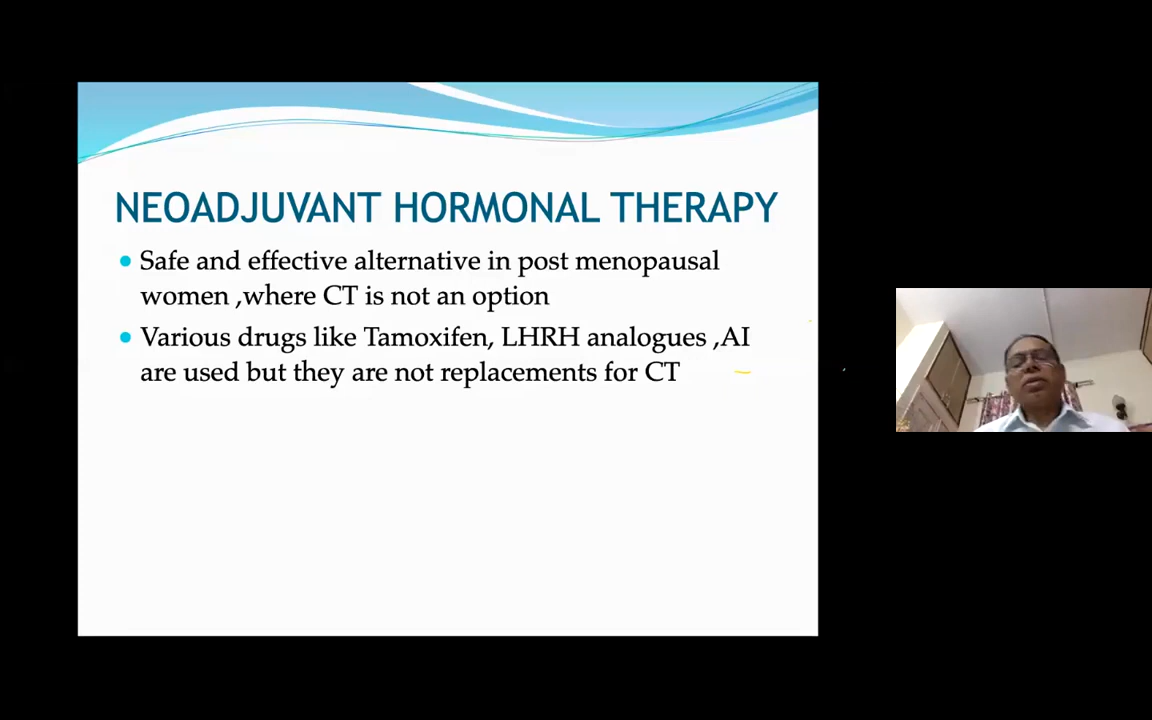 NEOADJUVANT HORMONAL THERAPY
Safe and effective alternative in post menopausal
women ,where CT is not an option
Various drugs like Tamoxifen, LHRH analogues ,AI
are used but they are not replacements for CT